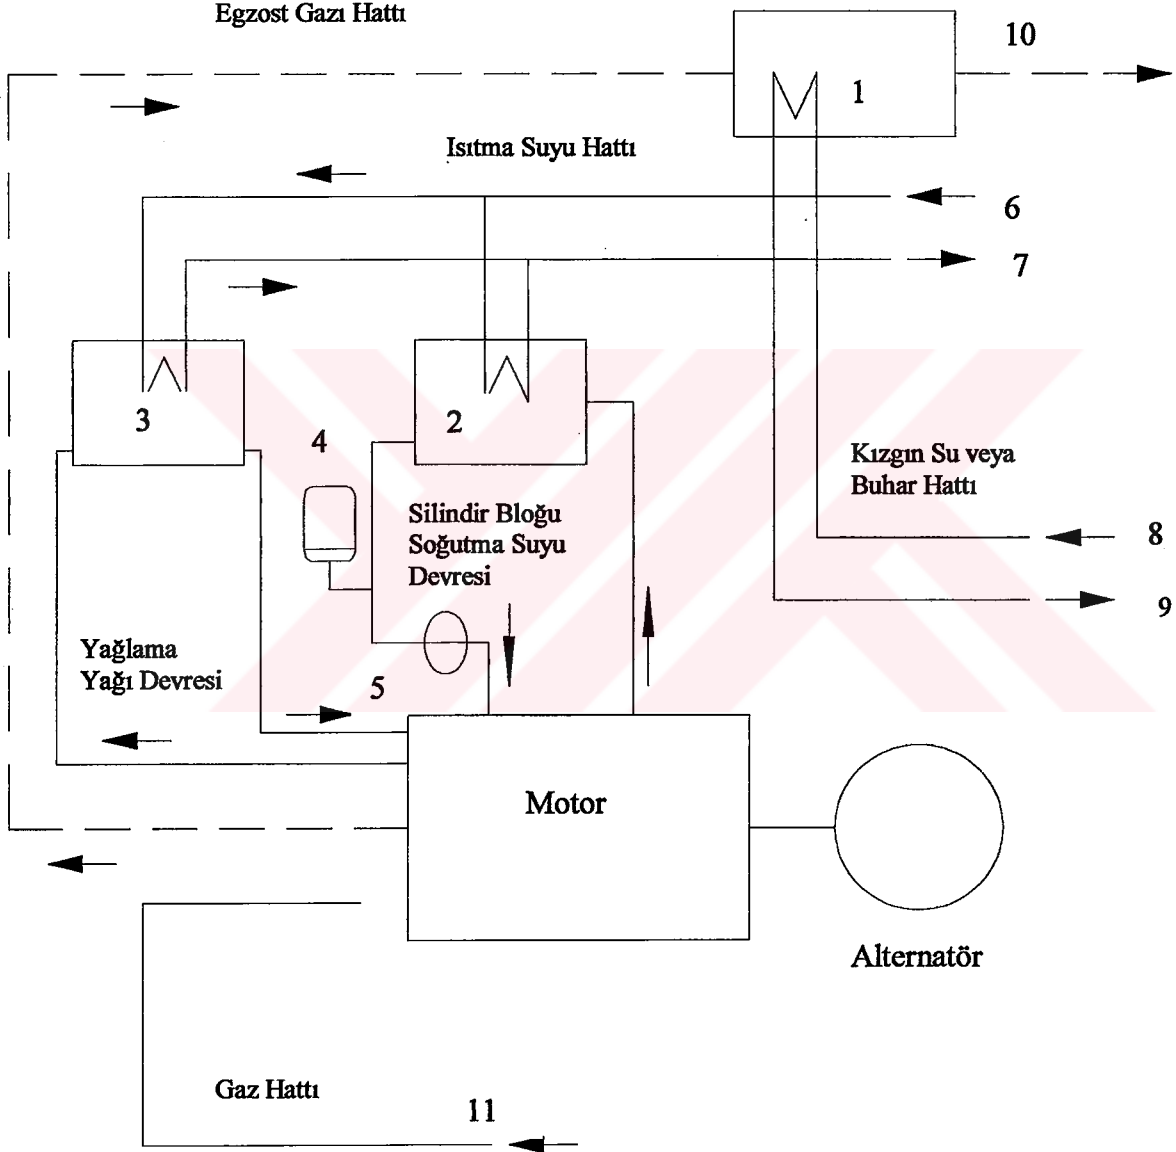 Egzost Gazı Hattı
10
1
Isıtma Suyu Hattı
6
7
3
2
4
Kızgın Su veya
Buhar Hattı
Silindir Bloğu
Soğutma Suyu
Devresi
8
9
Yağlama
Yağı Devresi
5
Motor
Alternatör
Gaz Hattı
11